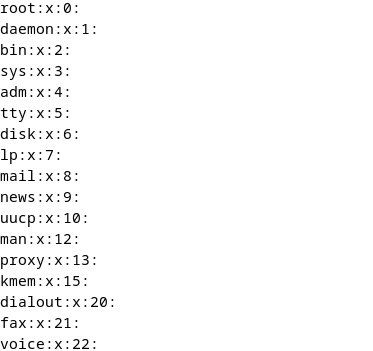 root:x:0:
daemon:x:1:
bin:x:2:
sys:x:3:
adm:x:4:
tty:x:5:
disk:x:6:
lp:x:7:
mail:x:8:
news:x:9:
uucp:x:10:
man:x:12:
proxy:x:13:
kmem:x:15:
dialout:x:20:
fax:x:21:
voice:x:22: